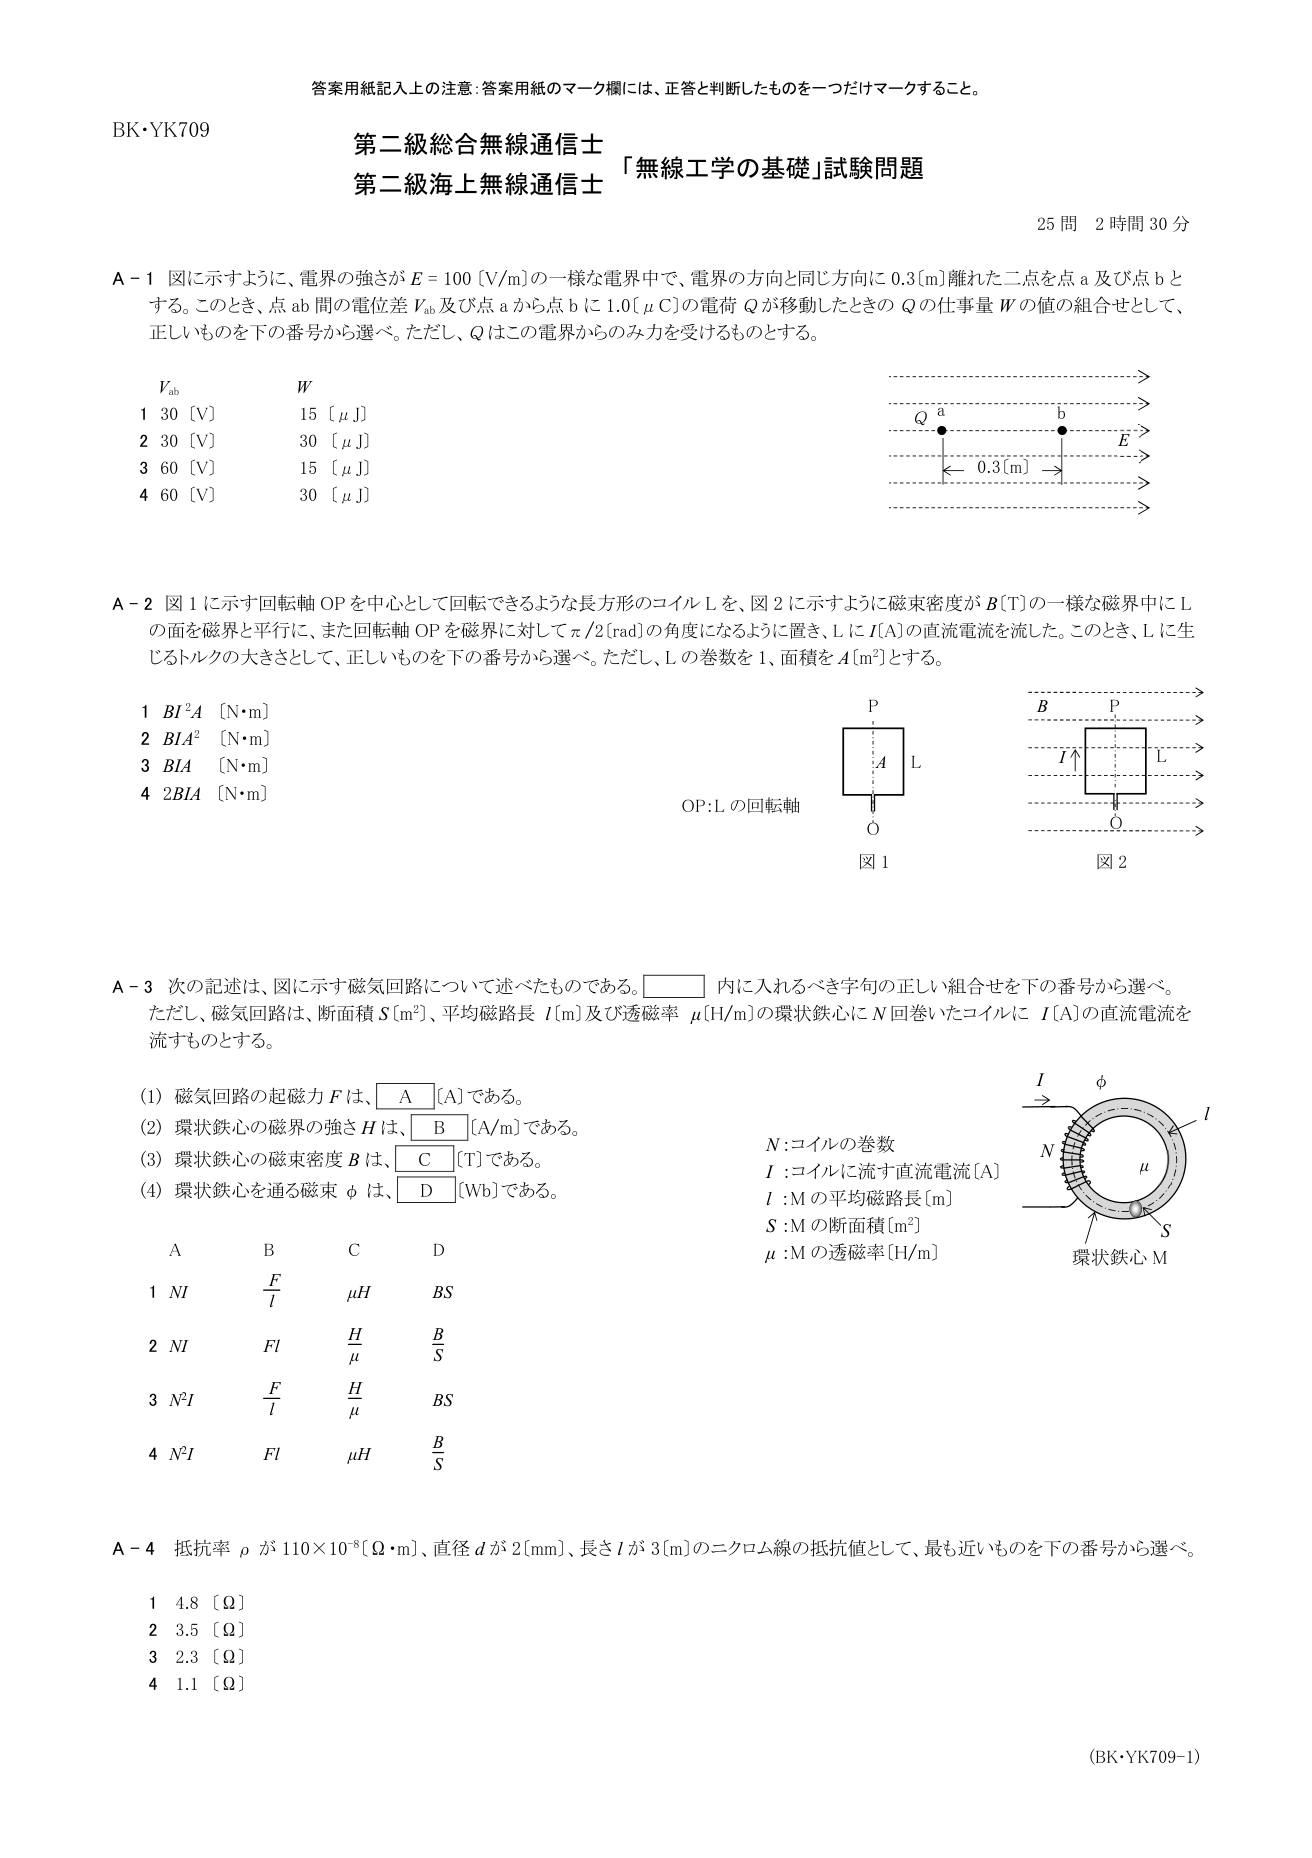 答案用紙記入上の注意：答案用紙のマーク欄には、正答と判断したものを一つだけマークすること。
BK・YK709
第二級総合無線通信士
第二級海上無線通信士
「無線工学の基礎」試験問題
25 問　2 時間 30 分
A－1 図に示すように、電界の強さが E = 100〔V/m〕の一様な電界中で、電界の方向と同じ方向に 0.3〔m〕離れた二点を点 a 及び点 b と
する。このとき、点 ab 間の電位差 Vab 及び点 a から点 b に 1.0〔μC〕の電荷 Q が移動したときの Q の仕事量 W の値の組合せとして、
正しいものを下の番号から選べ。ただし、Q はこの電界からのみ力を受けるものとする。
Vab W
1 30〔V〕 15〔μJ〕
2 30〔V〕 30〔μJ〕
3 60〔V〕 15〔μJ〕
4 60〔V〕 30〔μJ〕
Q a b
E
0.3〔m〕
A－2 図 1 に示す回転軸 OP を中心として回転できるような長方形のコイル L を、図 2 に示すように磁束密度が B〔T〕の一様な磁界中に L
の面を磁界と平行に、また回転軸 OP を磁界に対して π/2〔rad〕の角度になるように置き、L に I〔A〕の直流電流を流した。このとき、L に生
じるトルクの大きさとして、正しいものを下の番号から選べ。ただし、L の巻数を 1、面積を A〔m²〕とする。
1 BI²A 〔N・m〕
2 BIA² 〔N・m〕
3 BIA 〔N・m〕
4 2BIA 〔N・m〕
P
A L
OP：L の回転軸
O
図 1
B P
I L
O
図 2
A－3 次の記述は、図に示す磁気回路について述べたものである。 内に入れるべき字句の正しい組合せを下の番号から選べ。
ただし、磁気回路は、断面積 S〔m²〕、平均磁路長 l〔m〕及び透磁率 μ〔H/m〕の環状鉄心に N 回巻いたコイルに I〔A〕の直流電流を
流すものとする。
(1) 磁気回路の起磁力 F は、 A 〔A〕である。
(2) 環状鉄心の磁界の強さ H は、 B 〔A/m〕である。
(3) 環状鉄心の磁束密度 B は、 C 〔T〕である。
(4) 環状鉄心を通る磁束 φ は、 D 〔Wb〕である。
N：コイルの巻数
I：コイルに流す直流電流〔A〕
l：M の平均磁路長〔m〕
S：M の断面積〔m²〕
μ：M の透磁率〔H/m〕
I φ
l
N
μ
S
環状鉄心 M
A B C D
1 NI F/l μH BS
2 NI Fl H/μ B/S
3 N²I F/l H/μ BS
4 N²I Fl μH B/S
A－4 抵抗率 ρ が 110×10⁻⁸〔Ω・m〕、直径 d が 2〔mm〕、長さ l が 3〔m〕のニクロム線の抵抗値として、最も近いものを下の番号から選べ。
1 4.8〔Ω〕
2 3.5〔Ω〕
3 2.3〔Ω〕
4 1.1〔Ω〕
(BK・YK709-1)